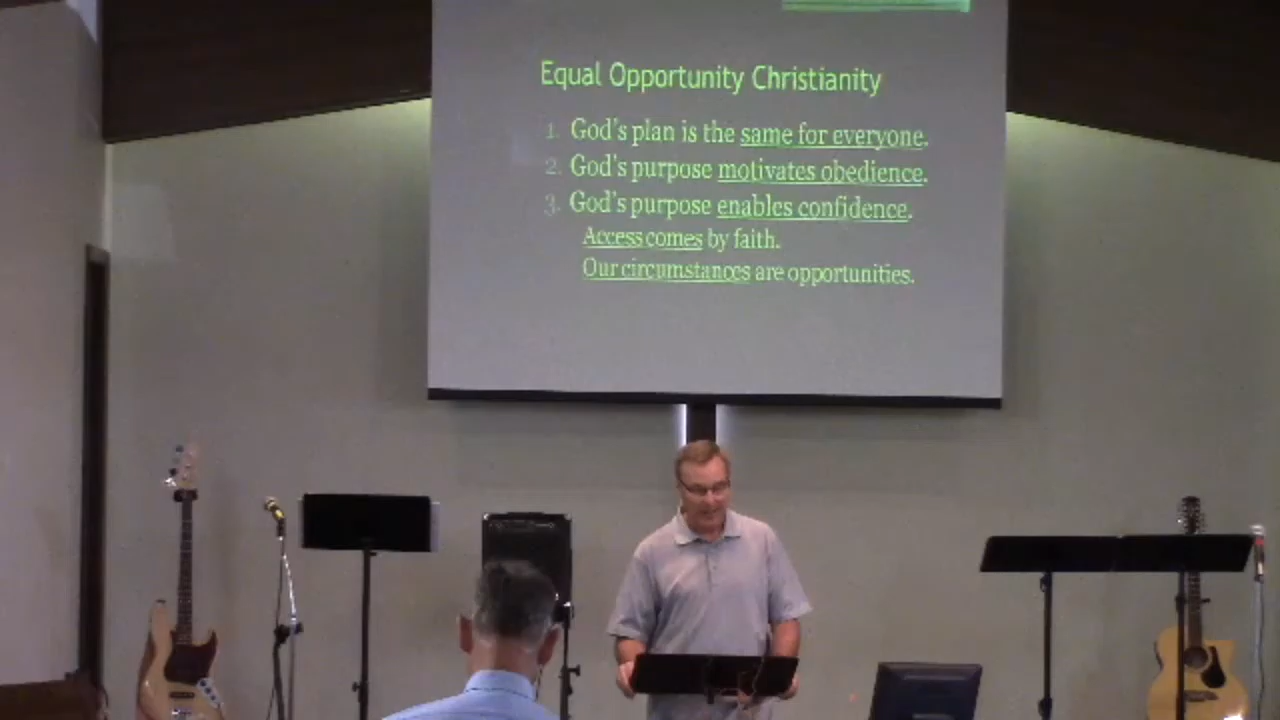 Equal Opportunity Christianity
1. God's plan is the same for everyone.
2. God's purpose motivates obedience.
3. God's purpose enables confidence.
Access comes by faith.
Our circumstances are opportunities.